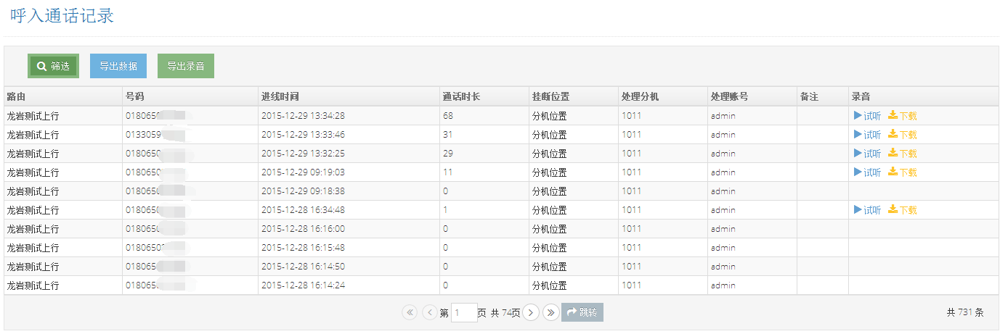 呼入通话记录
筛选 导出数据 导出录音
路由 号码 进线时间 通话时长 挂断位置 处理分机 处理账号 备注 录音
龙岩测试上行 018065 2015-12-29 13:34:28 68 分机位置 1011 admin 试听 下载
龙岩测试上行 0133059 2015-12-29 13:33:46 31 分机位置 1011 admin 试听 下载
龙岩测试上行 018065 2015-12-29 13:32:25 29 分机位置 1011 admin 试听 下载
龙岩测试上行 018065 2015-12-29 09:19:03 11 分机位置 1011 admin 试听 下载
龙岩测试上行 018065 2015-12-29 09:18:38 0 分机位置 1011 admin
龙岩测试上行 018065 2015-12-28 16:34:48 1 分机位置 1011 admin 试听 下载
龙岩测试上行 018065 2015-12-28 16:16:00 0 分机位置 1011 admin
龙岩测试上行 0180650 2015-12-28 16:15:48 0 分机位置 1011 admin
龙岩测试上行 018065 2015-12-28 16:14:50 0 分机位置 1011 admin
龙岩测试上行 018065 2015-12-28 16:14:24 0 分机位置 1011 admin
第 1 页 共 74页 跳转 共 731 条